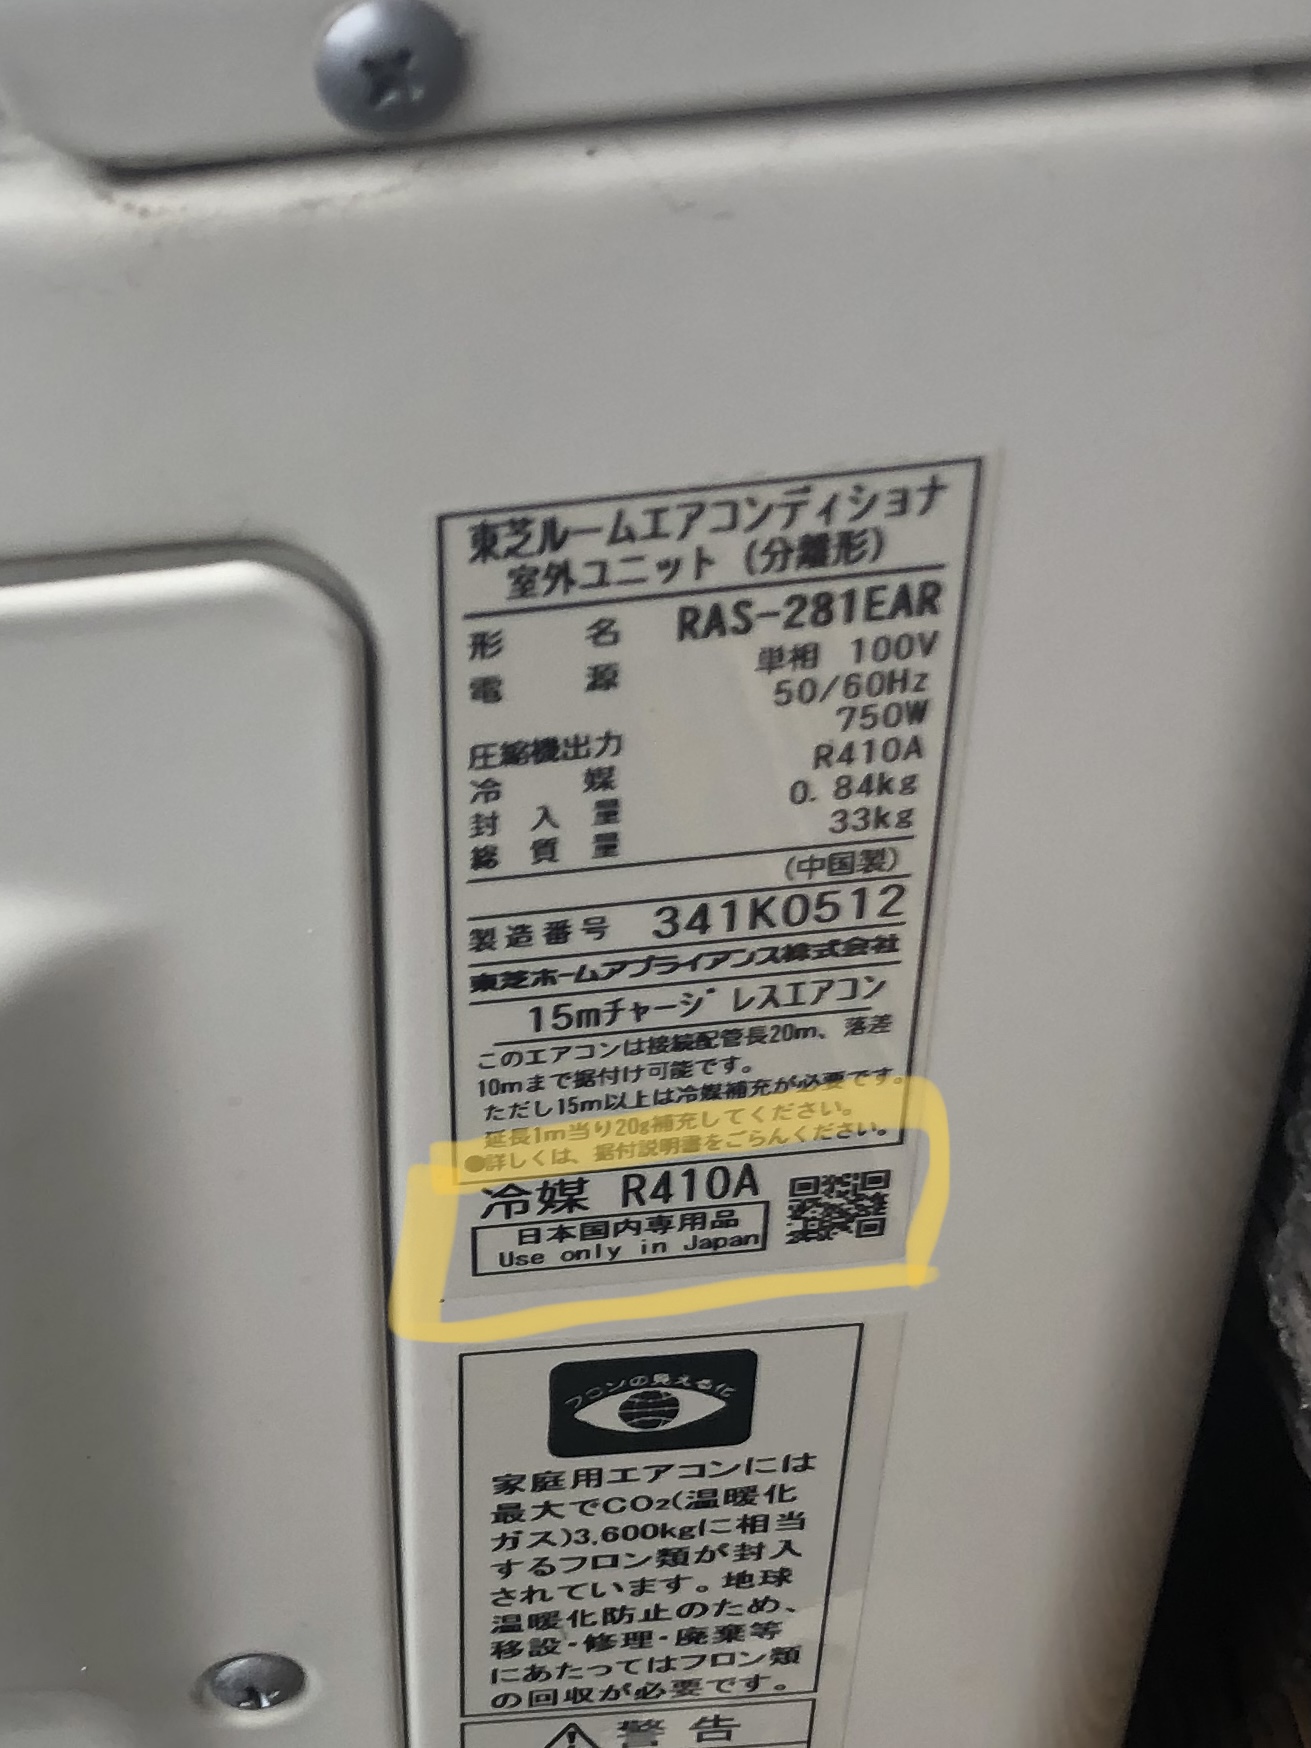 東芝ルームエアコンディショナ
室外ユニット (分離形)
形名 RAS-281EAR
電源 単相 100V
50/60Hz
圧縮機出力 750W
冷媒 R410A
封入量 0.84kg
総質量 33kg
(中国製)
製造番号 341K0512
東芝ホームアプライアンス株式会社
15mチャージレスエアコン
このエアコンは接続配管長20m、落差
10mまで据付け可能です。
ただし15m以上は冷媒補充が必要です。
延長1m当り20g補充してください。
●詳しくは、据付説明書をごらんください。
冷媒 R410A
日本国内専用品
Use only in Japan
フロンの見える化
家庭用エアコンには
最大でCO₂(温暖化
ガス)3,600kgに相当
するフロン類が封入
されています。地球
温暖化防止のため、
移設・修理・廃棄等
にあたってはフロン類
の回収が必要です。
警告